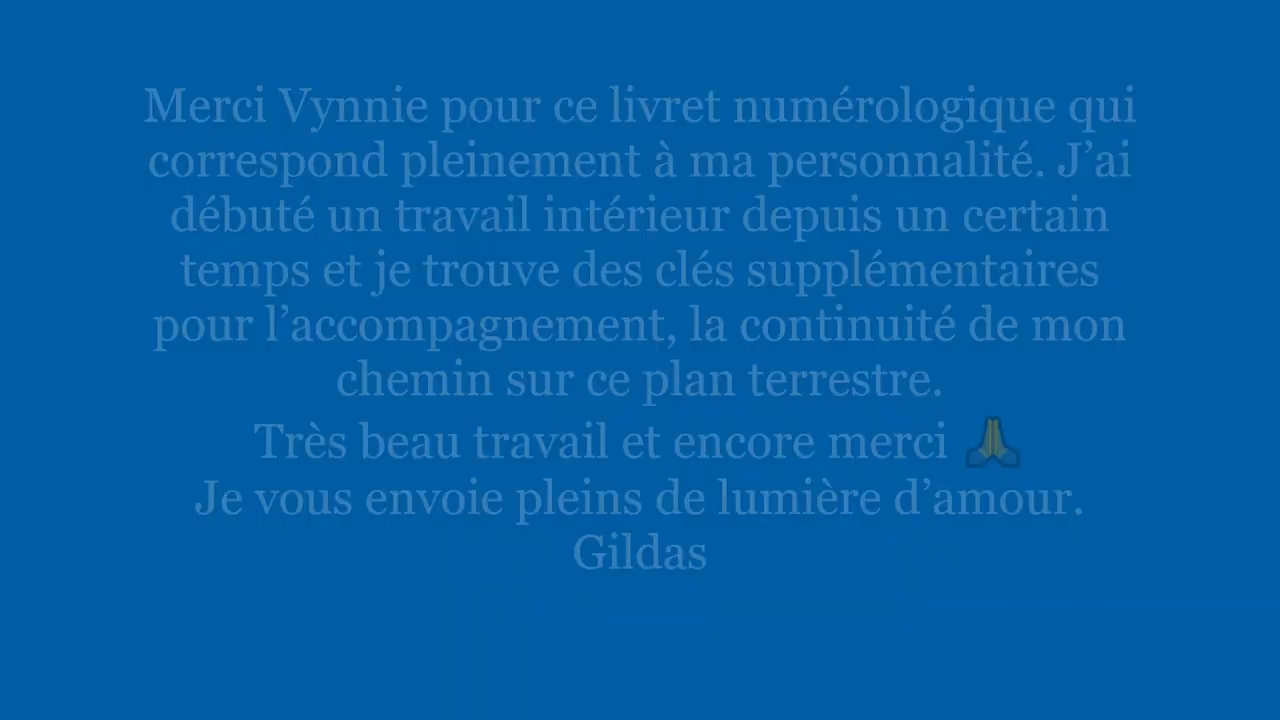 Merci Vynnie pour ce livret numérologique qui
correspond pleinement à ma personnalité. J’ai
débuté un travail intérieur depuis un certain
temps et je trouve des clés supplémentaires
pour l’accompagnement, la continuité de mon
chemin sur ce plan terrestre.
Très beau travail et encore merci 🙏
Je vous envoie pleins de lumière d’amour.
Gildas